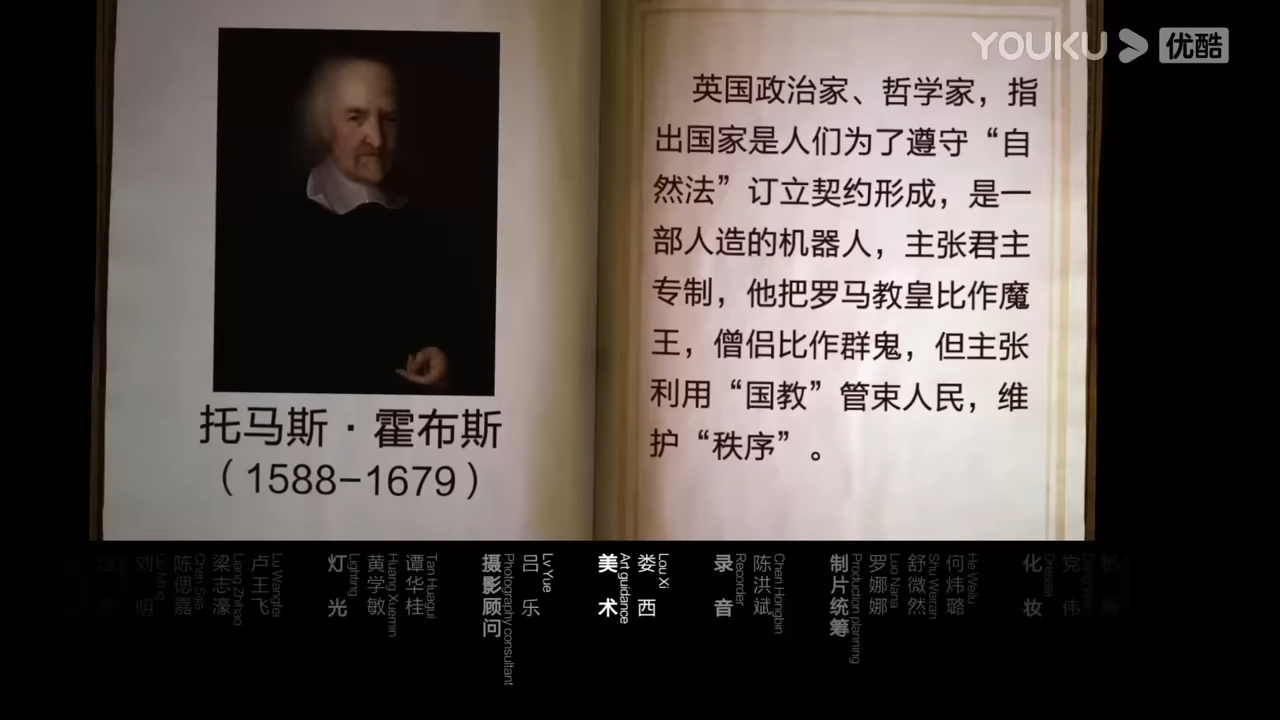 YOUKU 优酷
英国政治家、哲学家，指
出国家是人们为了遵守“自
然法”订立契约形成，是一
部人造的机器人，主张君主
专制，他把罗马教皇比作魔
王，僧侣比作群鬼，但主张
利用“国教”管束人民，维
护“秩序”。
托马斯·霍布斯
（1588-1679）
刘 明
陈偲嘉
Chen Sijia
梁志濠
Liang Zhihao
卢王飞
Lu Wangfei
灯光
Lighting
黄学敏
Huang Xuemin
谭华桂
Tan Huagui
摄影顾问
Photography consultant
吕乐
Lv Yue
美术
Art guidance
娄西
Lou Xi
录音
Recorder
陈洪斌
Chen Hongbin
制片统筹
Production planning
罗娜娜
Luo Nana
舒微然
Shu Weiran
何炜璐
He Weilu
化妆
Dresser
党伟